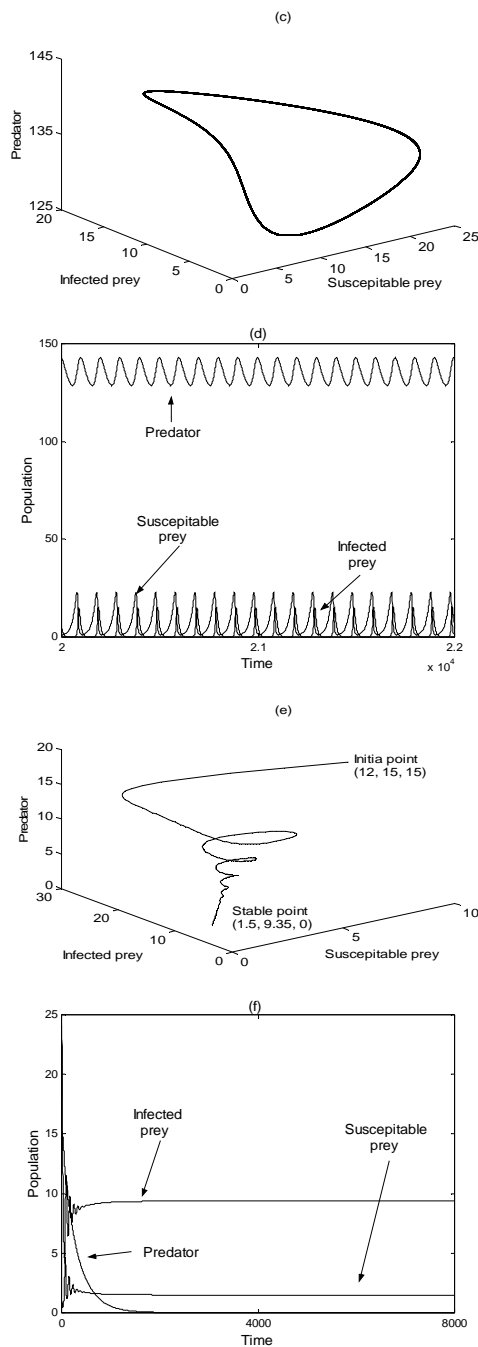 (c)
145
135
125
Predator
20
15
10
5
0
Infected prey
0
5
10
15
20
25
Suscepitable prey
(d)
150
100
50
0
Population
Predator
Suscepitable
prey
Infected
prey
2
2.1
2.2
Time
x 10⁴
(e)
20
15
10
5
0
Predator
Initia point
(12, 15, 15)
Stable point
(1.5, 9.35, 0)
30
20
10
0
Infected prey
0
5
10
Suscepitable prey
(f)
25
20
15
10
5
0
Population
Infected
prey
Suscepitable
prey
Predator
0
4000
8000
Time